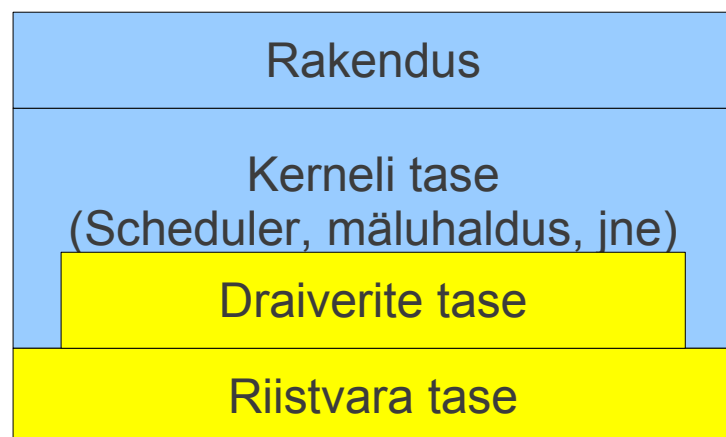 Rakendus
Kerneli tase
(Scheduler, mäluhaldus, jne)
Draiverite tase
Riistvara tase